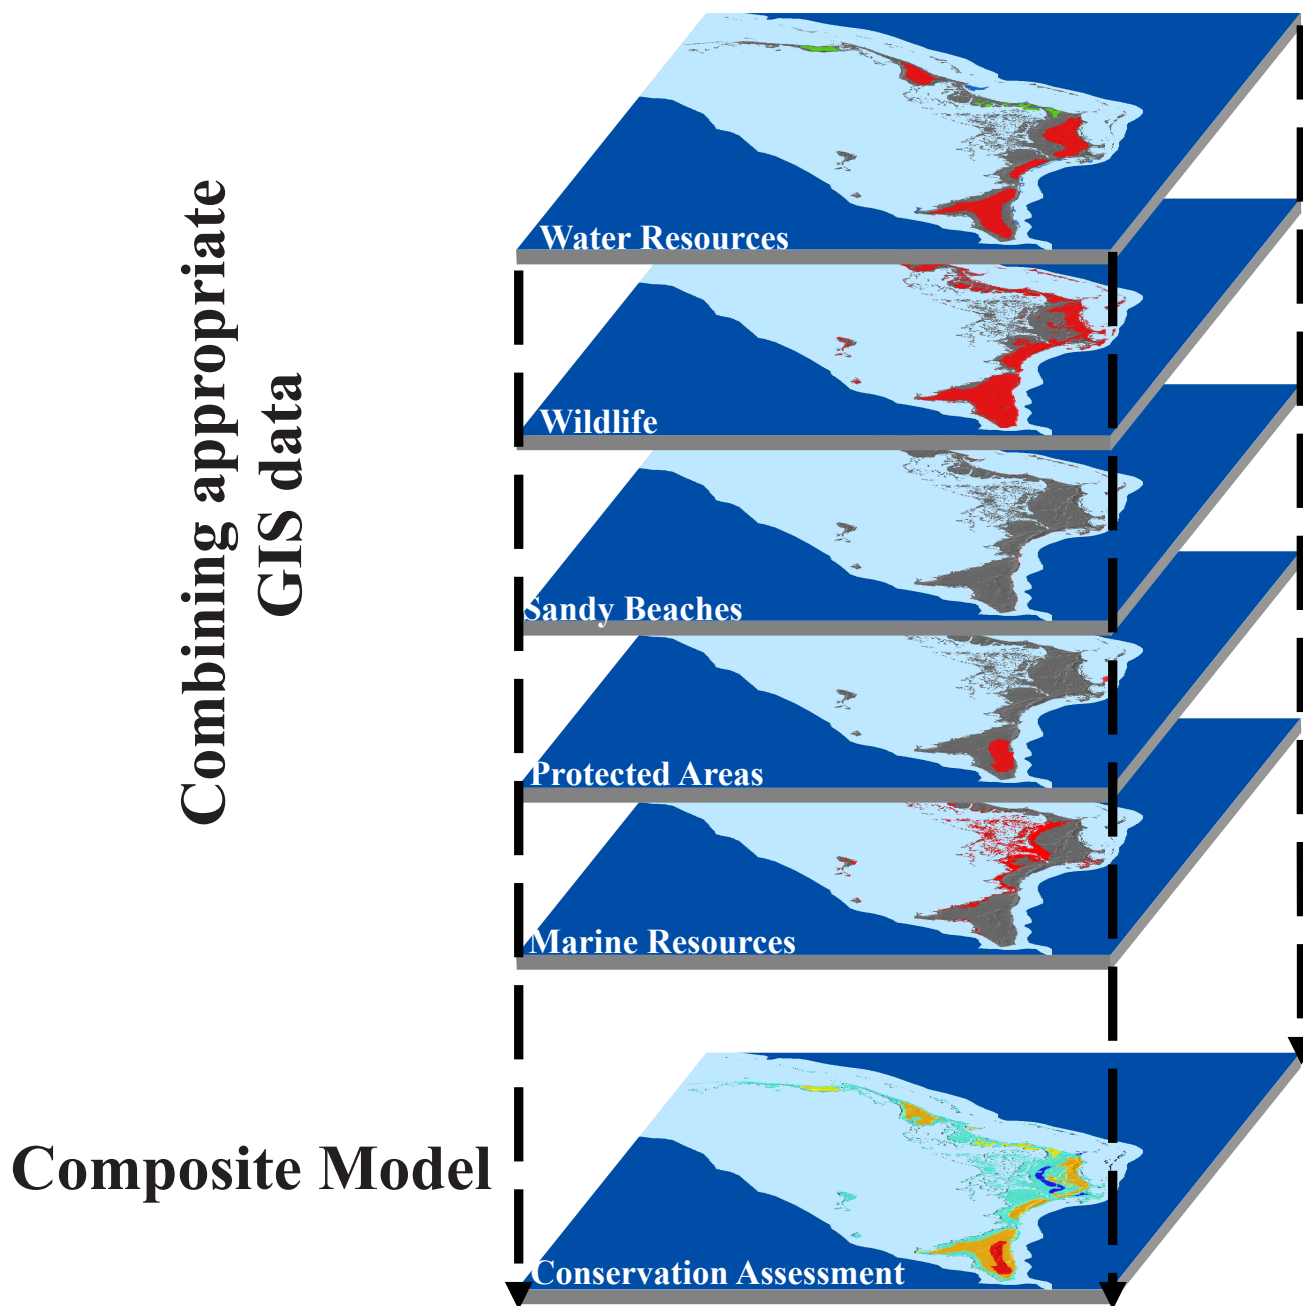 Combining appropriate
GIS data
Water Resources
Wildlife
Sandy Beaches
Protected Areas
Marine Resources
Composite Model
Conservation Assessment